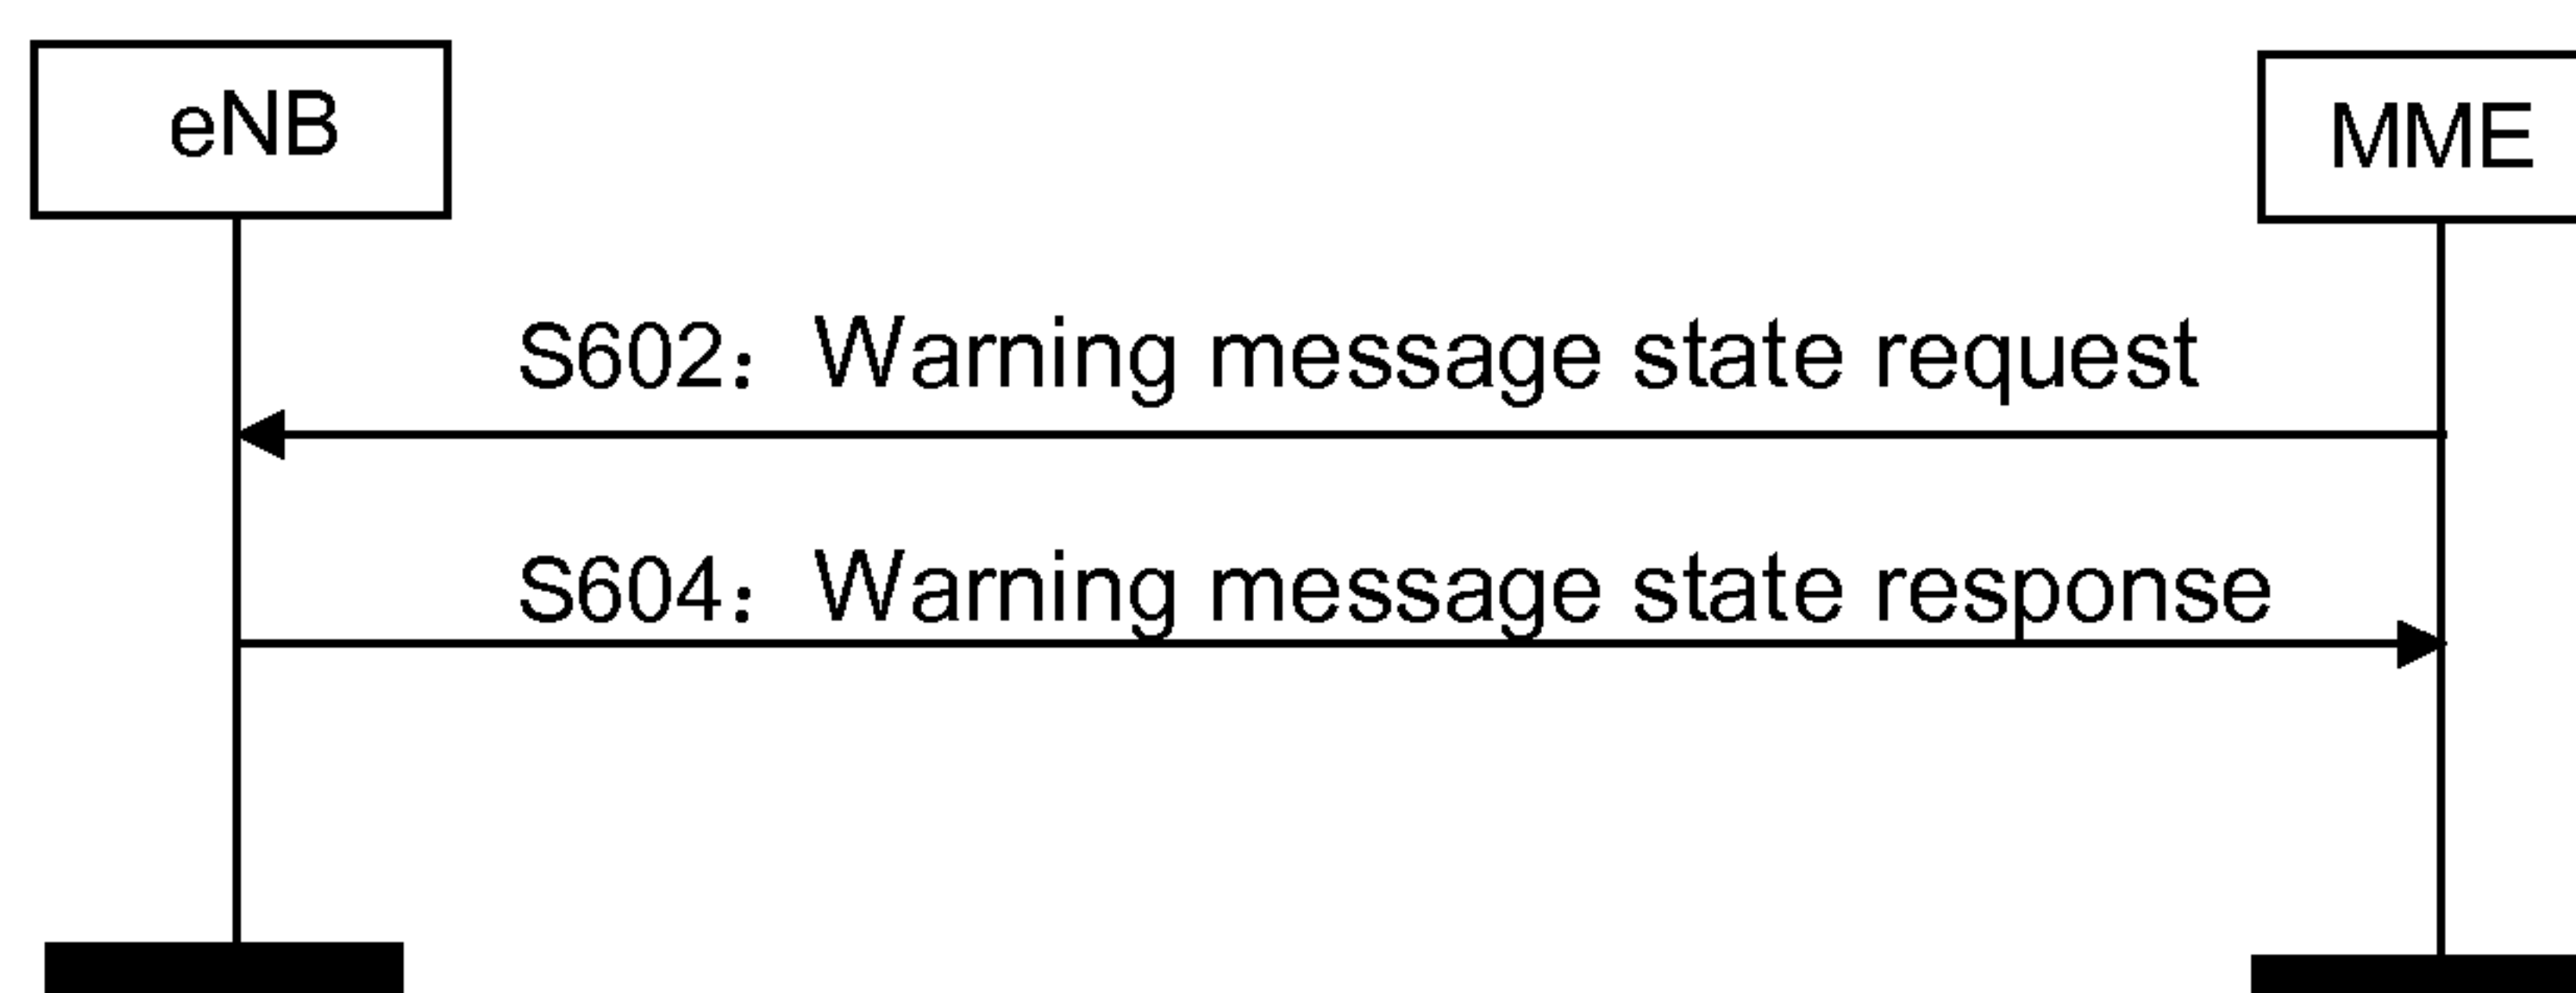 eNB
MME
S602：Warning message state request
S604：Warning message state response